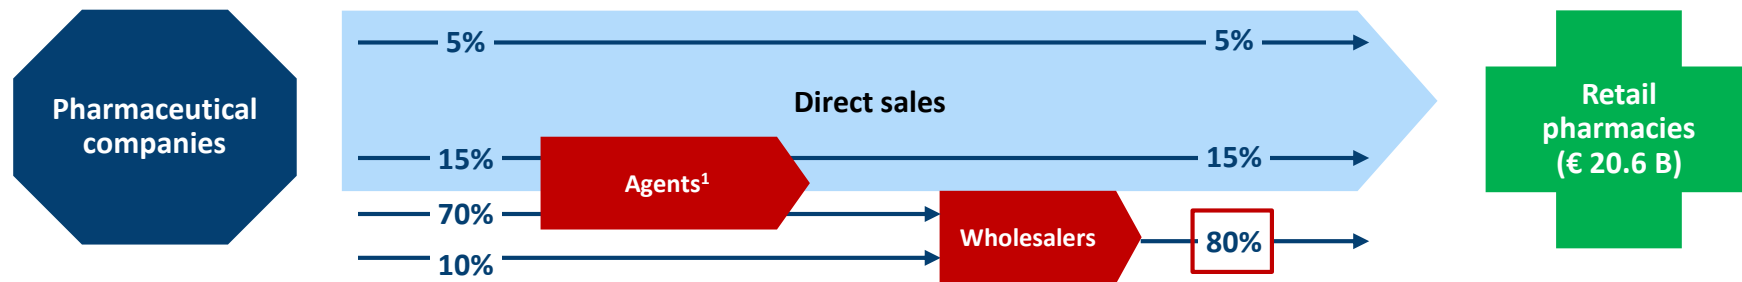 Pharmaceutical
companies
5%
5%
Direct sales
15%
15%
Agents¹
70%
10%
Wholesalers
80%
Retail
pharmacies
(€ 20.6 B)